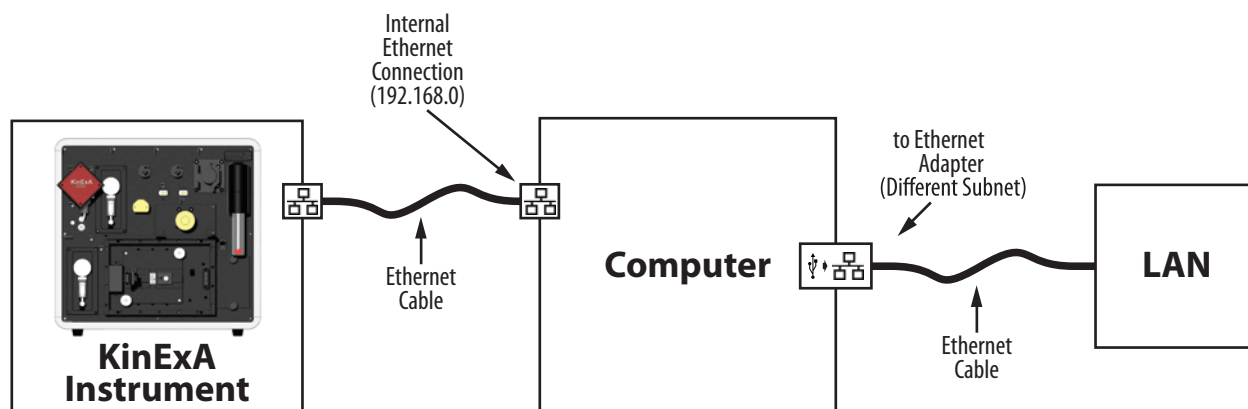 Internal
Ethernet
Connection
(192.168.0)
to Ethernet
Adapter
(Different Subnet)
KinExA
Computer
LAN
Ethernet
Cable
Ethernet
Cable
KinExA
Instrument